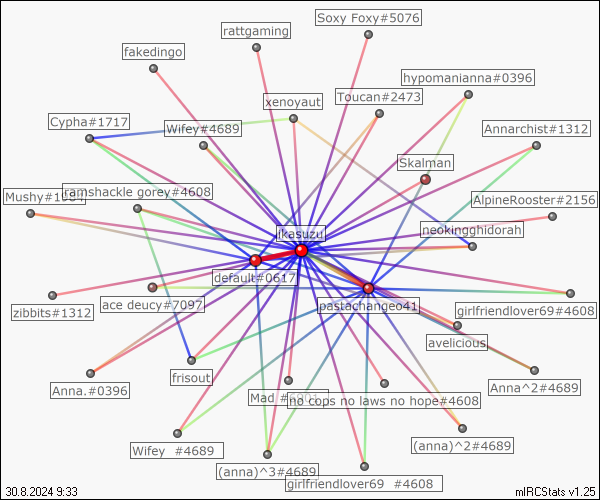 Soxy Foxy#5076
rattgaming
fakedingo
hypomanianna#0396
xenoyaut
Toucan#2473
Cypha#1717
Wifey#4689
Annarchist#1312
Skalman
Mushy#1
ramshackle gorey#4608
AlpineRooster#2156
neokingghidorah
ikasuzu
default#0617
ace deucy#7097
pastachangeo41
girlfriendlover69#4608
zibbits#1312
avelicious
frisout
Anna.#0396
Anna^2#4689
Mad
no cops no laws no hope#4608
Wifey #4689
(anna)^2#4689
(anna)^3#4689
girlfriendlover69 #4608
30.8.2024 9:33
mIRCStats v1.25